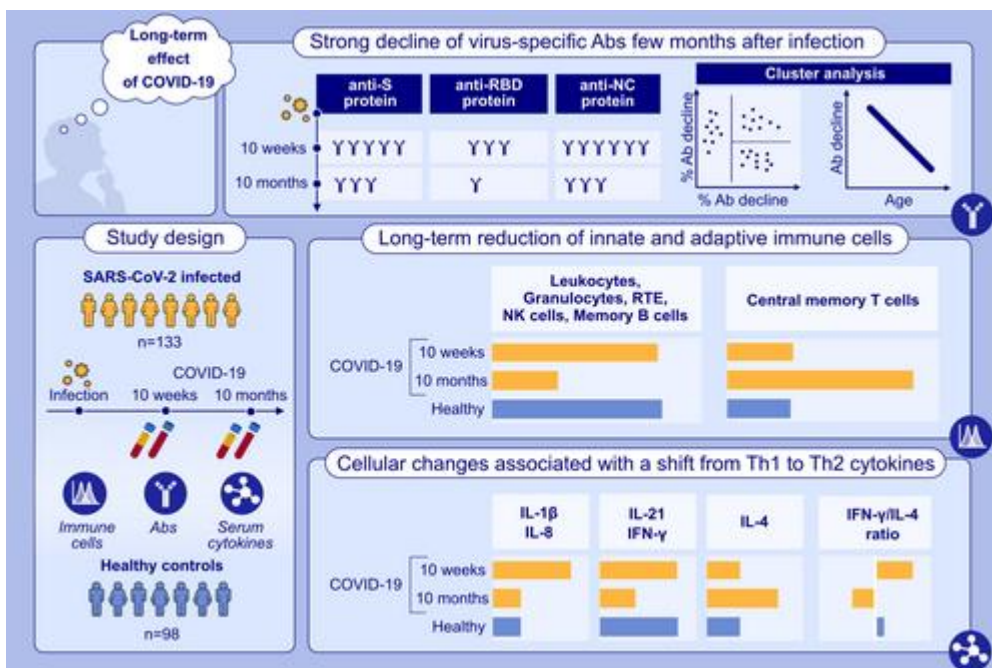 Long-term
effect
of COVID-19
Strong decline of virus-specific Abs few months after infection
anti-S
protein
anti-RBD
protein
anti-NC
protein
10 weeks
10 months
Cluster analysis
% Ab decline
% Ab decline
Ab decline
Age
Study design
SARS-CoV-2 infected
n=133
COVID-19
Infection
10 weeks
10 months
Immune
cells
Abs
Serum
cytokines
Healthy controls
n=98
Long-term reduction of innate and adaptive immune cells
Leukocytes,
Granulocytes, RTE,
NK cells, Memory B cells
Central memory T cells
COVID-19
10 weeks
10 months
Healthy
Cellular changes associated with a shift from Th1 to Th2 cytokines
IL-1β
IL-8
IL-21
IFN-γ
IL-4
IFN-γ/IL-4
ratio
COVID-19
10 weeks
10 months
Healthy